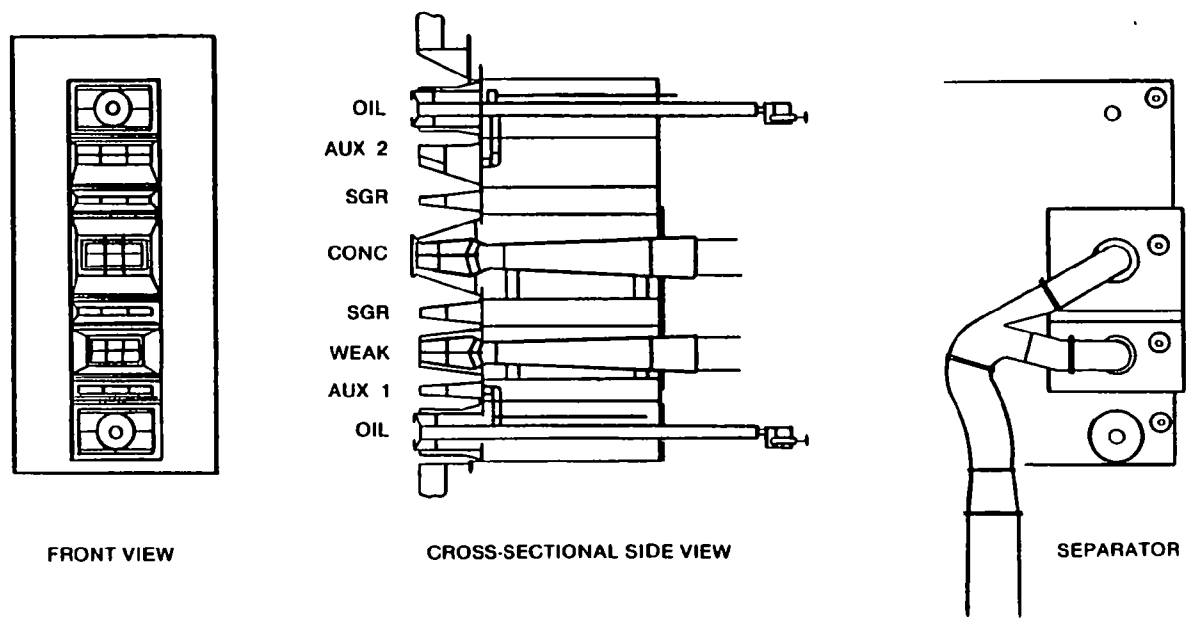 OIL
AUX 2
SGR
CONC
SGR
WEAK
AUX 1
OIL
FRONT VIEW
CROSS-SECTIONAL SIDE VIEW
SEPARATOR